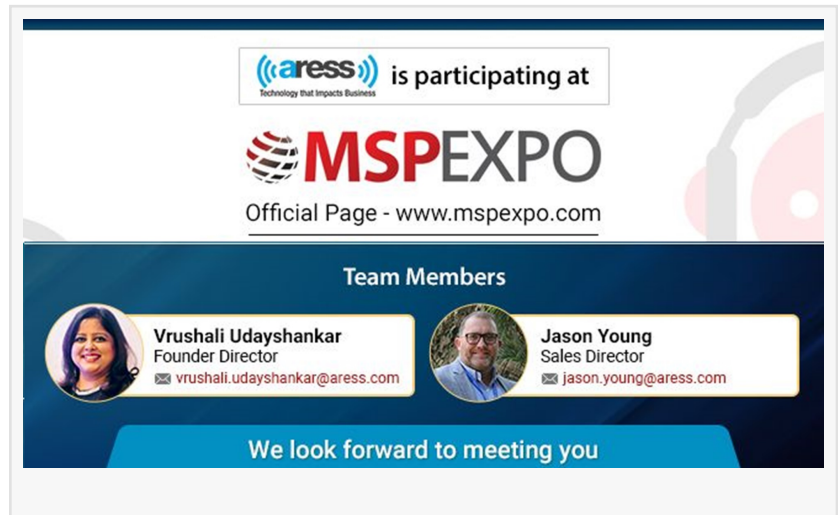 aress is participating at
Technology that Impacts Business
MSPEXPO
Official Page - www.mspexpo.com
Team Members
Vrushali Udayshankar
Founder Director
vrushali.udayshankar@aress.com
Jason Young
Sales Director
jason.young@aress.com
We look forward to meeting you